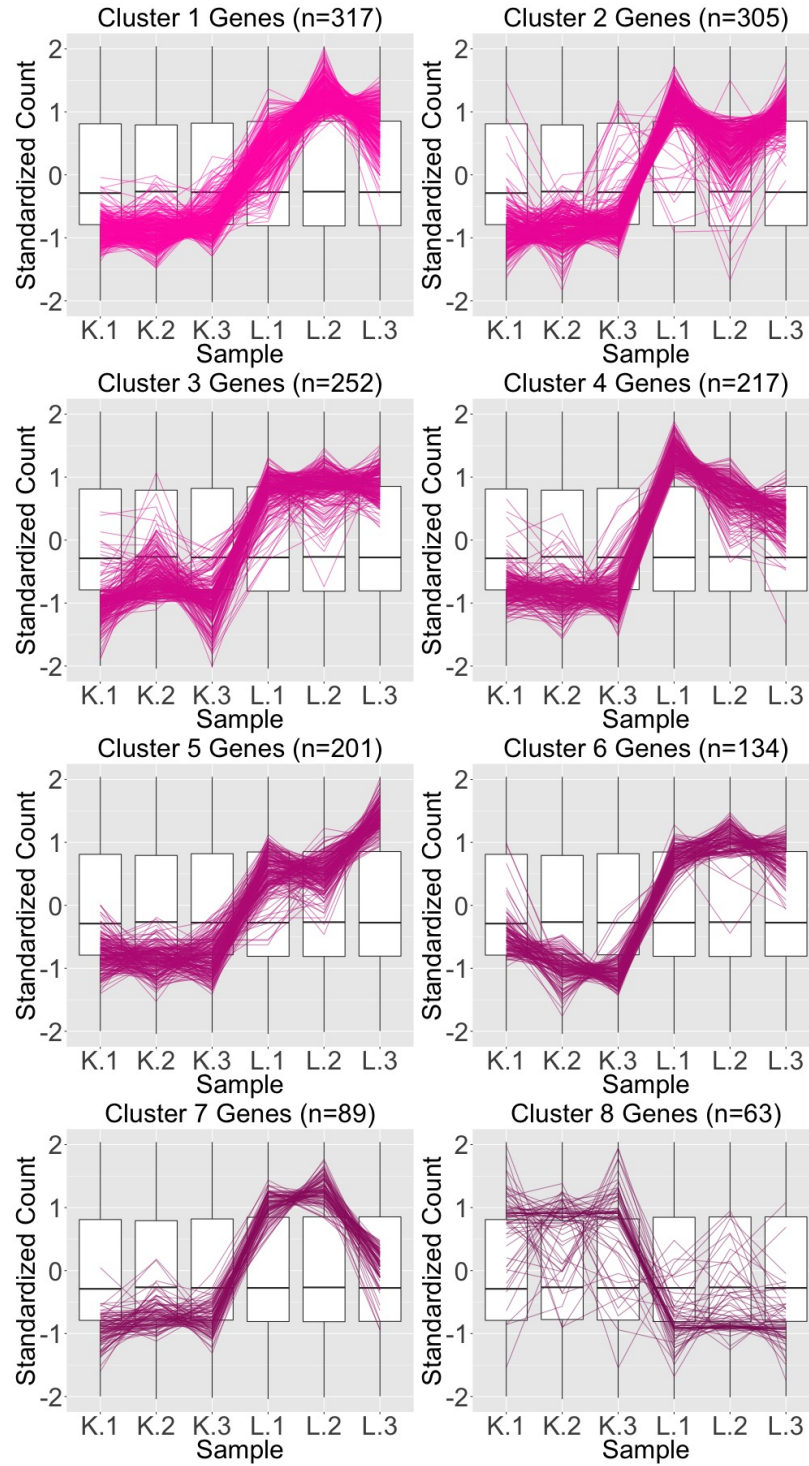 Cluster 1 Genes (n=317)
Standardized Count
2
1
0
-1
-2
K.1 K.2 K.3 L.1 L.2 L.3
Sample
Cluster 2 Genes (n=305)
Standardized Count
2
1
0
-1
-2
K.1 K.2 K.3 L.1 L.2 L.3
Sample
Cluster 3 Genes (n=252)
Standardized Count
2
1
0
-1
-2
K.1 K.2 K.3 L.1 L.2 L.3
Sample
Cluster 4 Genes (n=217)
Standardized Count
2
1
0
-1
-2
K.1 K.2 K.3 L.1 L.2 L.3
Sample
Cluster 5 Genes (n=201)
Standardized Count
2
1
0
-1
-2
K.1 K.2 K.3 L.1 L.2 L.3
Sample
Cluster 6 Genes (n=134)
Standardized Count
2
1
0
-1
-2
K.1 K.2 K.3 L.1 L.2 L.3
Sample
Cluster 7 Genes (n=89)
Standardized Count
2
1
0
-1
-2
K.1 K.2 K.3 L.1 L.2 L.3
Sample
Cluster 8 Genes (n=63)
Standardized Count
2
1
0
-1
-2
K.1 K.2 K.3 L.1 L.2 L.3
Sample